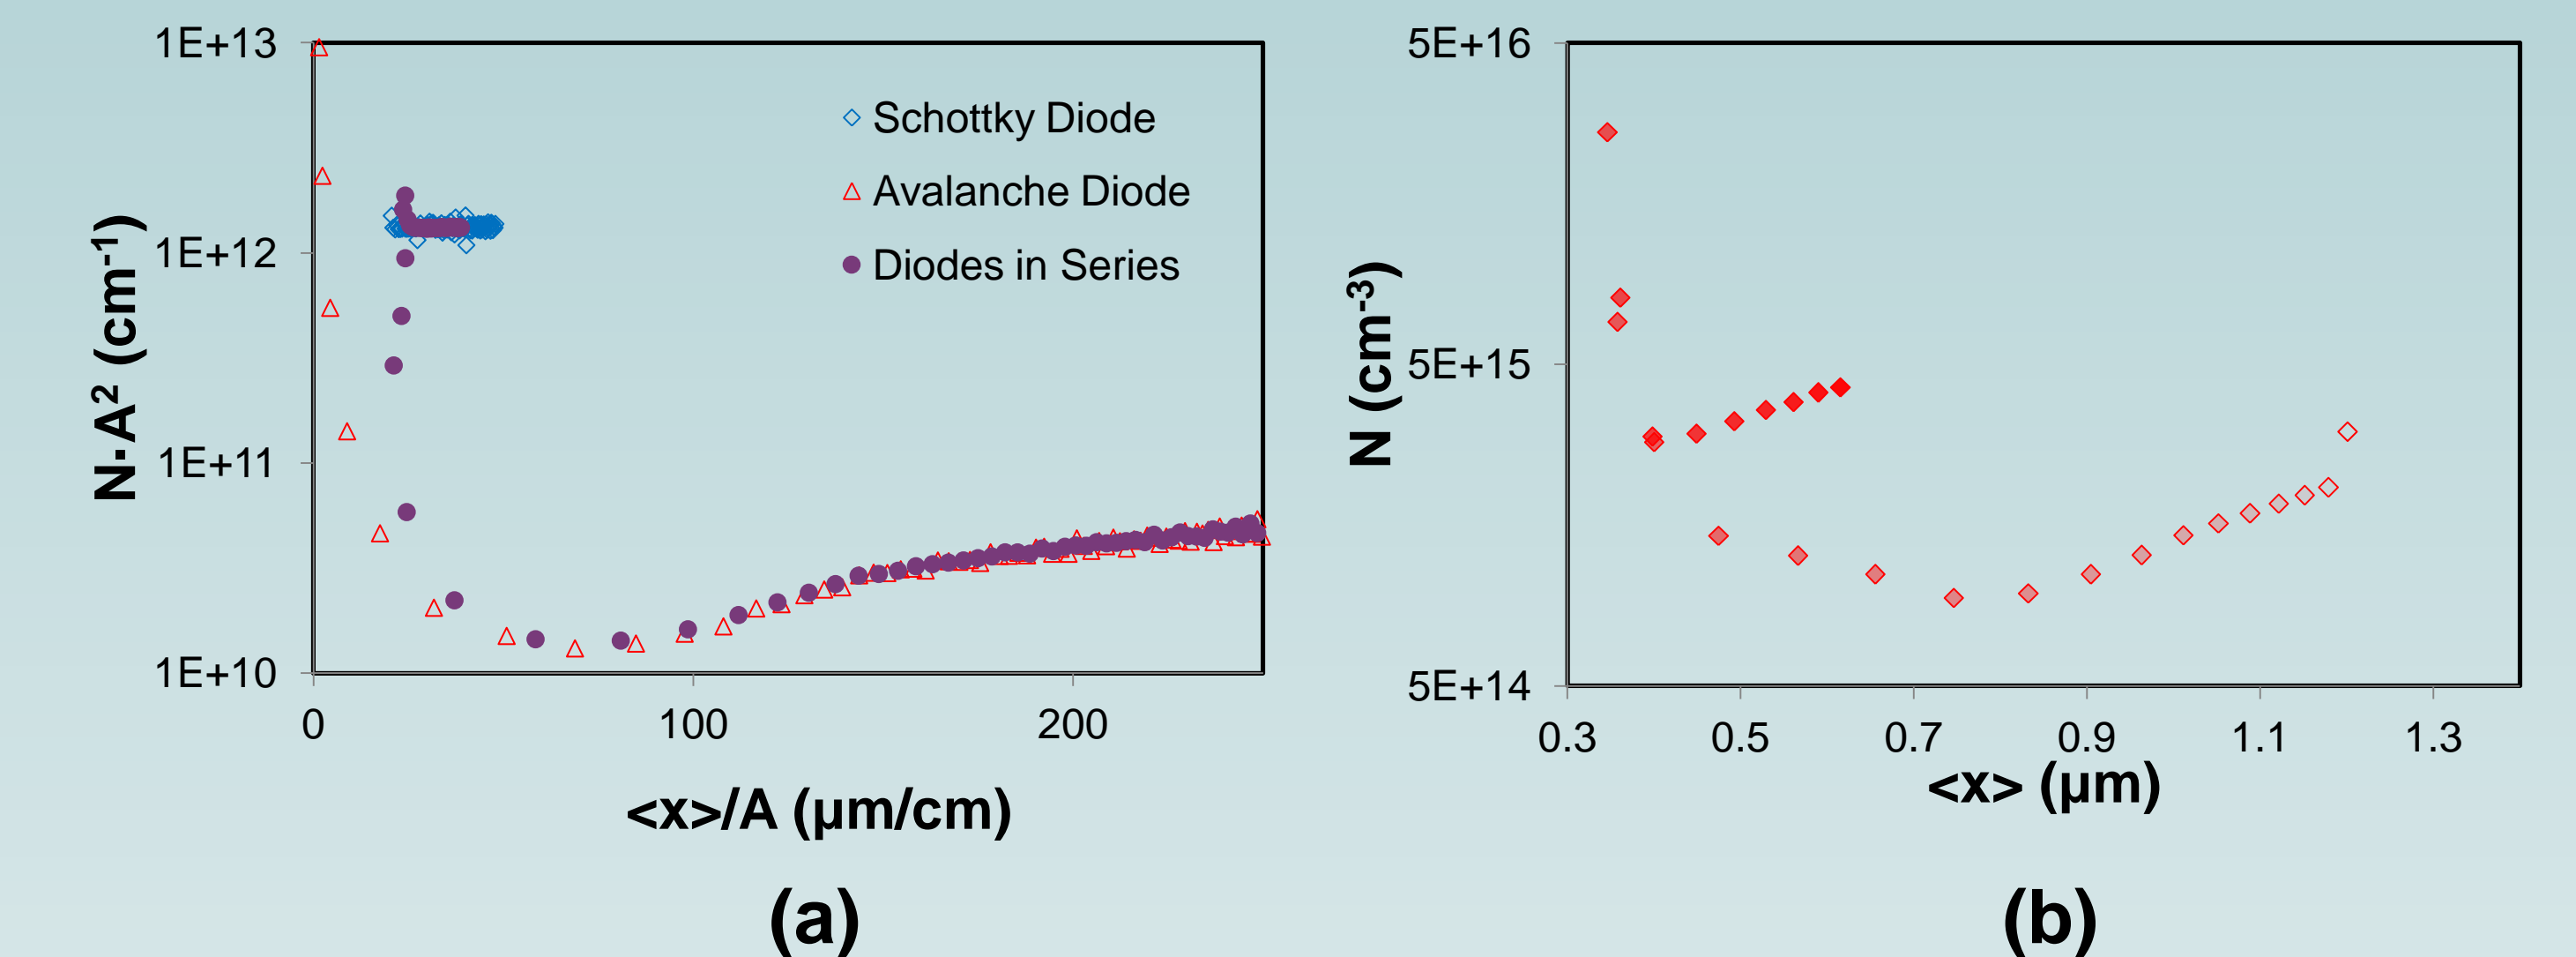 1E+13
1E+12
1E+11
1E+10
N·A² (cm⁻¹)
Schottky Diode
Avalanche Diode
Diodes in Series
0 100 200
<x>/A (µm/cm)
(a)
5E+16
5E+15
5E+14
N (cm⁻³)
0.3 0.5 0.7 0.9 1.1 1.3
<x> (µm)
(b)